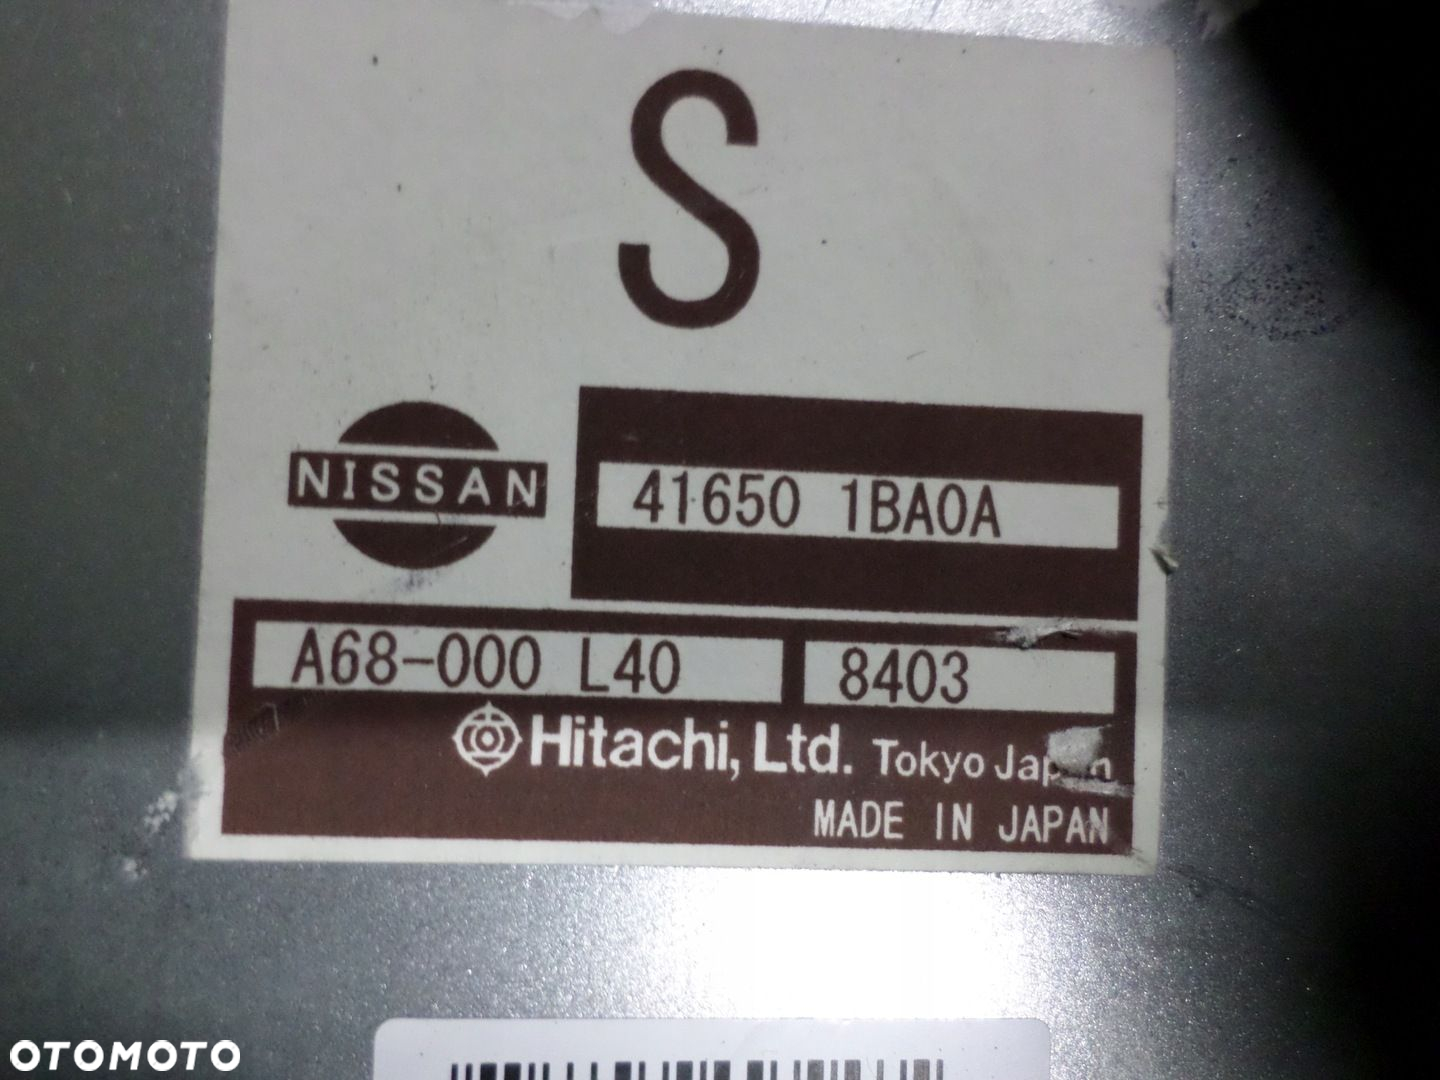 S
NISSAN
41650 1BA0A
A68-000 L40 8403
Hitachi, Ltd. Tokyo Japan
MADE IN JAPAN
OTOMOTO